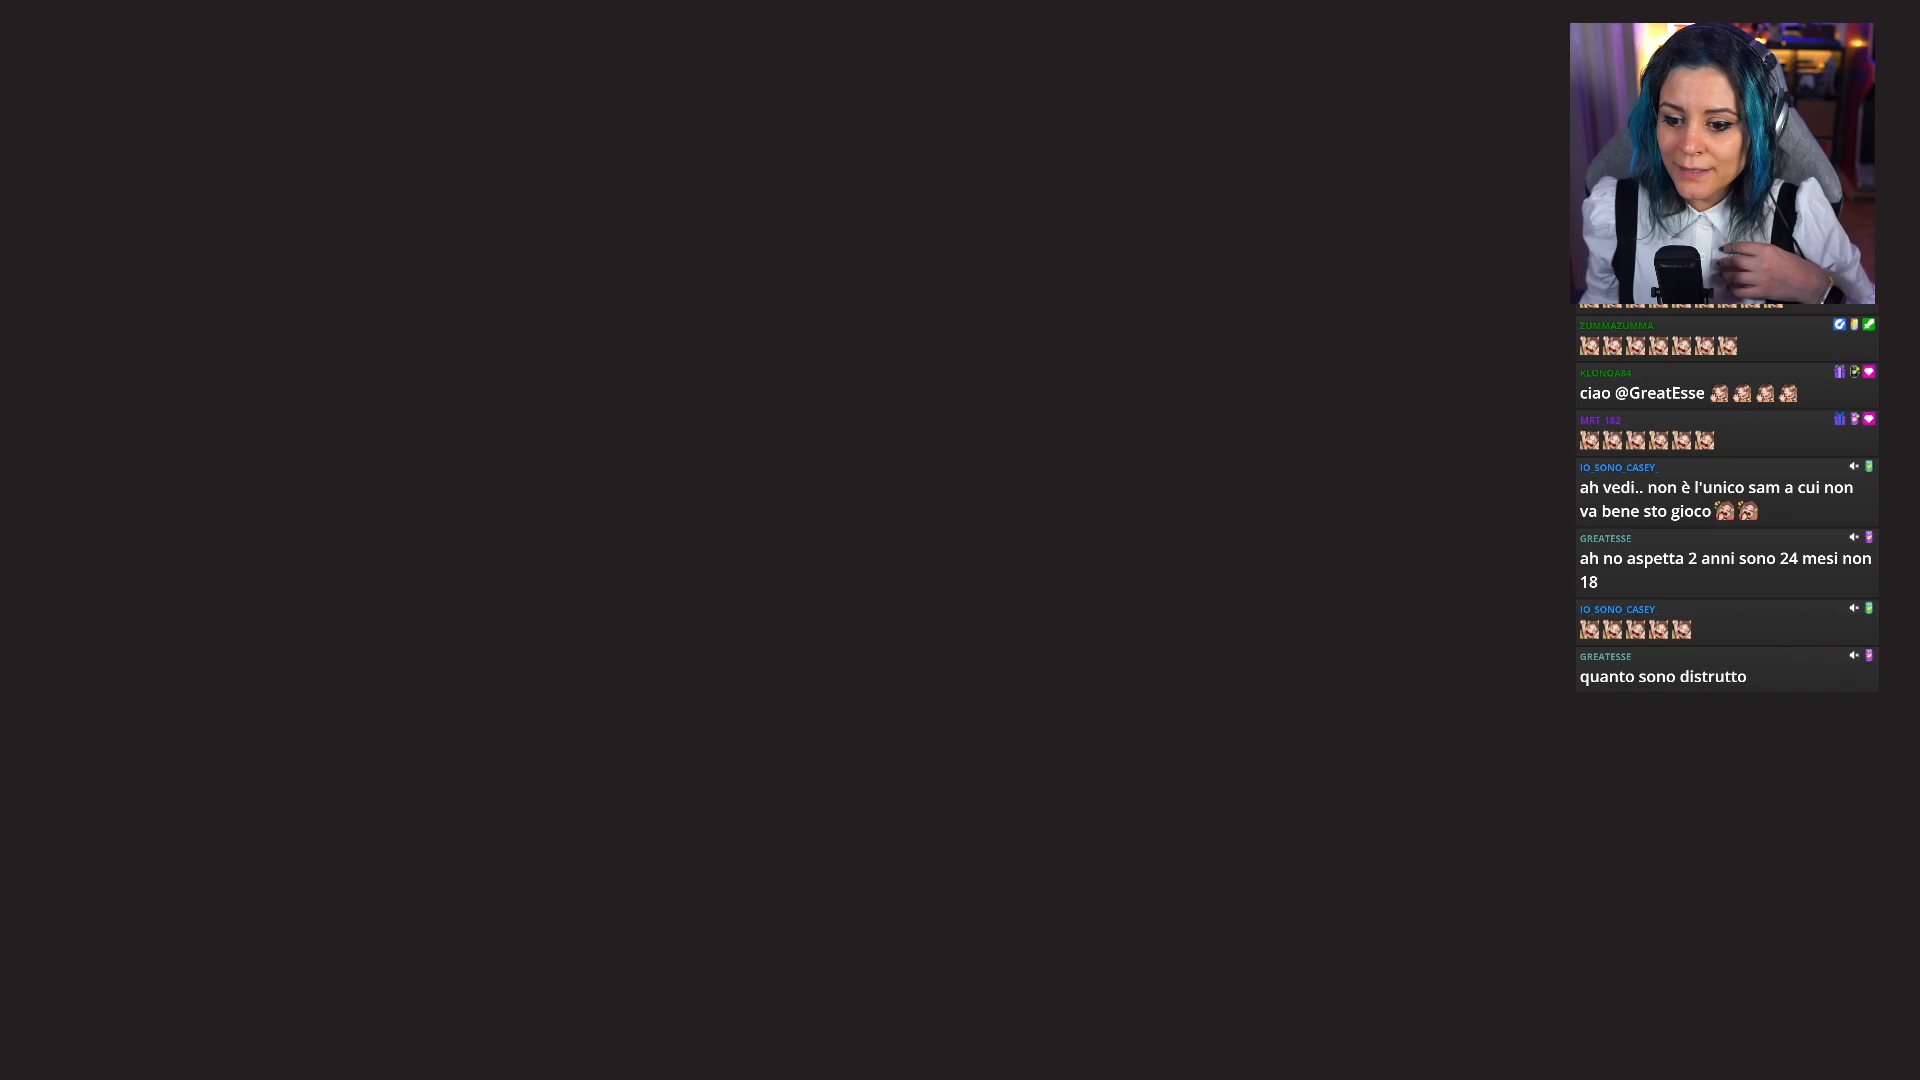 ZUMMAZUMMA
KLONOA84
ciao @GreatEsse
MRT_182
IO_SONO_CASEY_
ah vedi.. non è l'unico sam a cui non
va bene sto gioco
GREATESSE
ah no aspetta 2 anni sono 24 mesi non
18
IO_SONO_CASEY_
GREATESSE
quanto sono distrutto